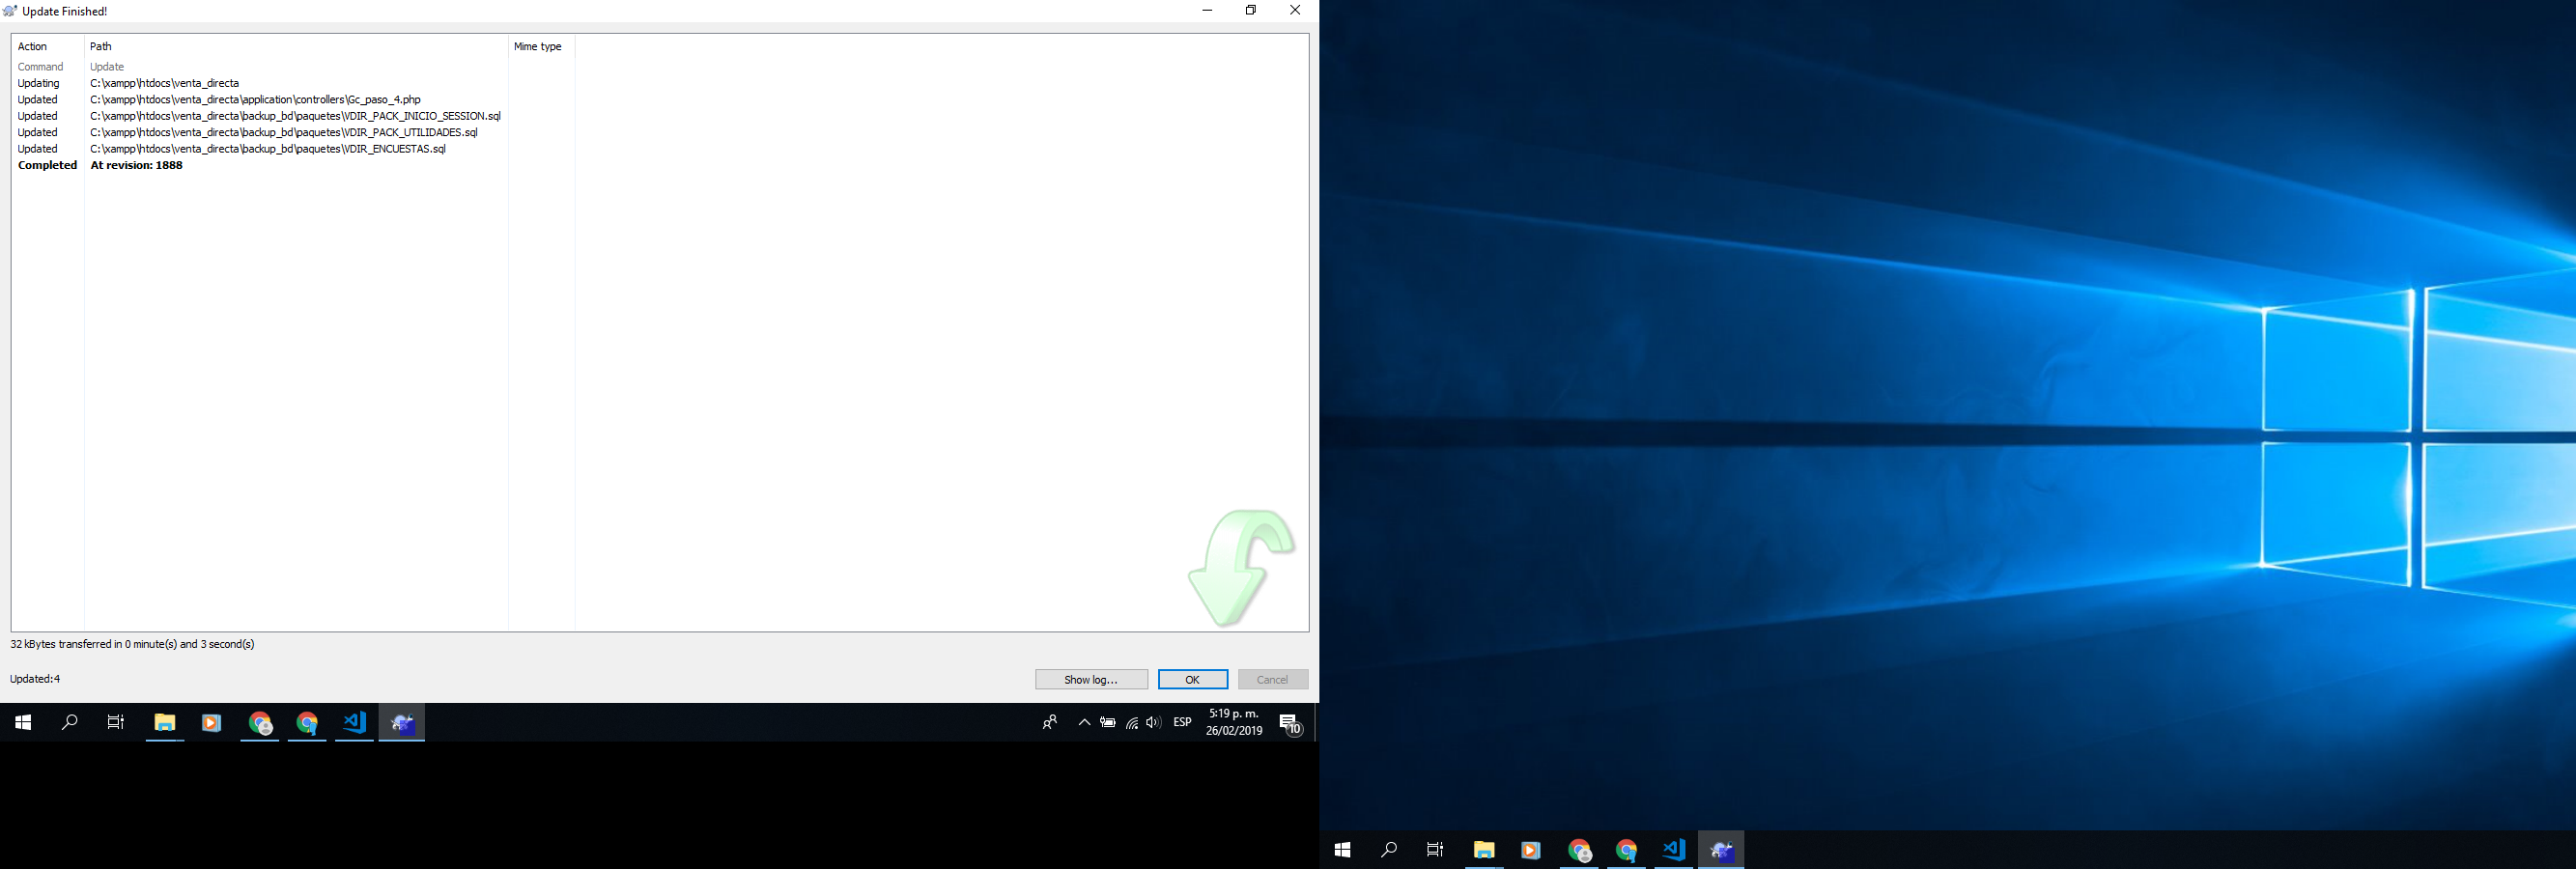 Update Finished!
Action Path Mime type
Command Update
Updating C:\xampp\htdocs\venta_directa
Updated C:\xampp\htdocs\venta_directa\application\controllers\Gc_paso_4.php
Updated C:\xampp\htdocs\venta_directa\backup_bd\paquetes\VDIR_PACK_INICIO_SESSION.sql
Updated C:\xampp\htdocs\venta_directa\backup_bd\paquetes\VDIR_PACK_UTILIDADES.sql
Updated C:\xampp\htdocs\venta_directa\backup_bd\paquetes\VDIR_ENCUESTAS.sql
Completed At revision: 1888
32 kBytes transferred in 0 minute(s) and 3 second(s)
Updated:4
Show log... OK Cancel
ESP
5:19 p. m.
26/02/2019
10